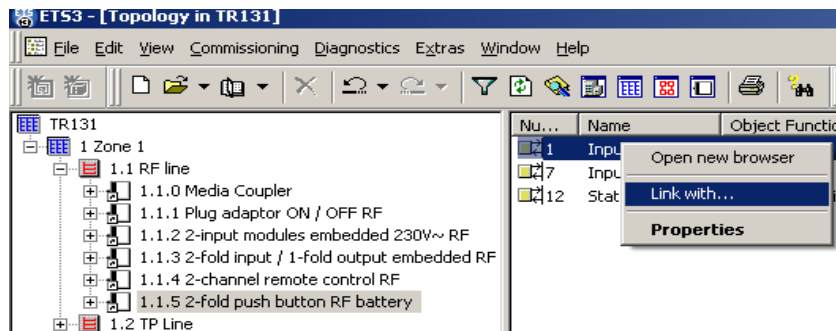 ETS3 - [Topology in TR131]
File Edit View Commissioning Diagnostics Extras Window Help
TR131
1 Zone 1
1.1 RF line
1.1.0 Media Coupler
1.1.1 Plug adaptor ON / OFF RF
1.1.2 2-input modules embedded 230V~ RF
1.1.3 2-fold input / 1-fold output embedded RF
1.1.4 2-channel remote control RF
1.1.5 2-fold push button RF battery
1.2 TP Line
Nu... Name Object Functio
1 Inpu
7 Inpu
12 Stat
Open new browser
Link with...
Properties